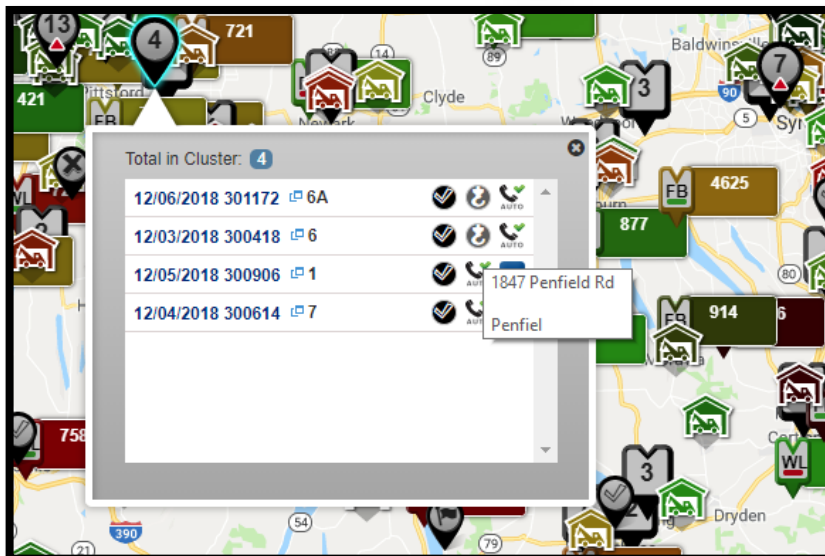 13
4
721
14
89
Baldwins
7
421
Pittsford
FB
Clyde
3
90
5
Syr
Newark
Total in Cluster: 4
12/06/2018 301172 6A
AUTO
12/03/2018 300418 6
AUTO
12/05/2018 300906 1
12/04/2018 300614 7
1847 Penfield Rd
Penfiel
FB
4625
877
80
FB
914
6
758
WL
3
390
54
79
21
Dryden